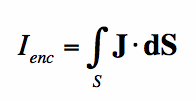 I_enc = ∫_S J · dS